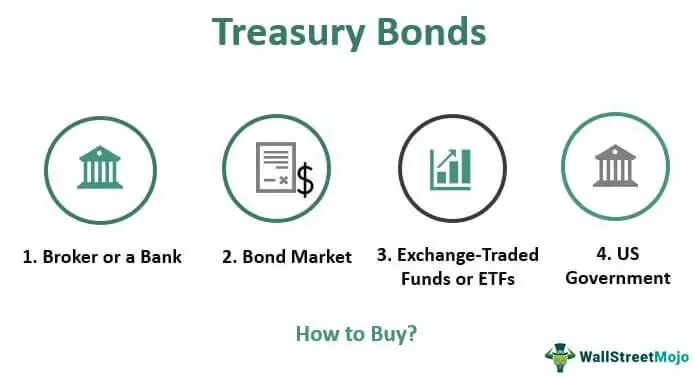 Treasury Bonds
$
1. Broker or a Bank
2. Bond Market
3. Exchange-Traded
Funds or ETFs
4. US
Government
How to Buy?
WallStreetMojo